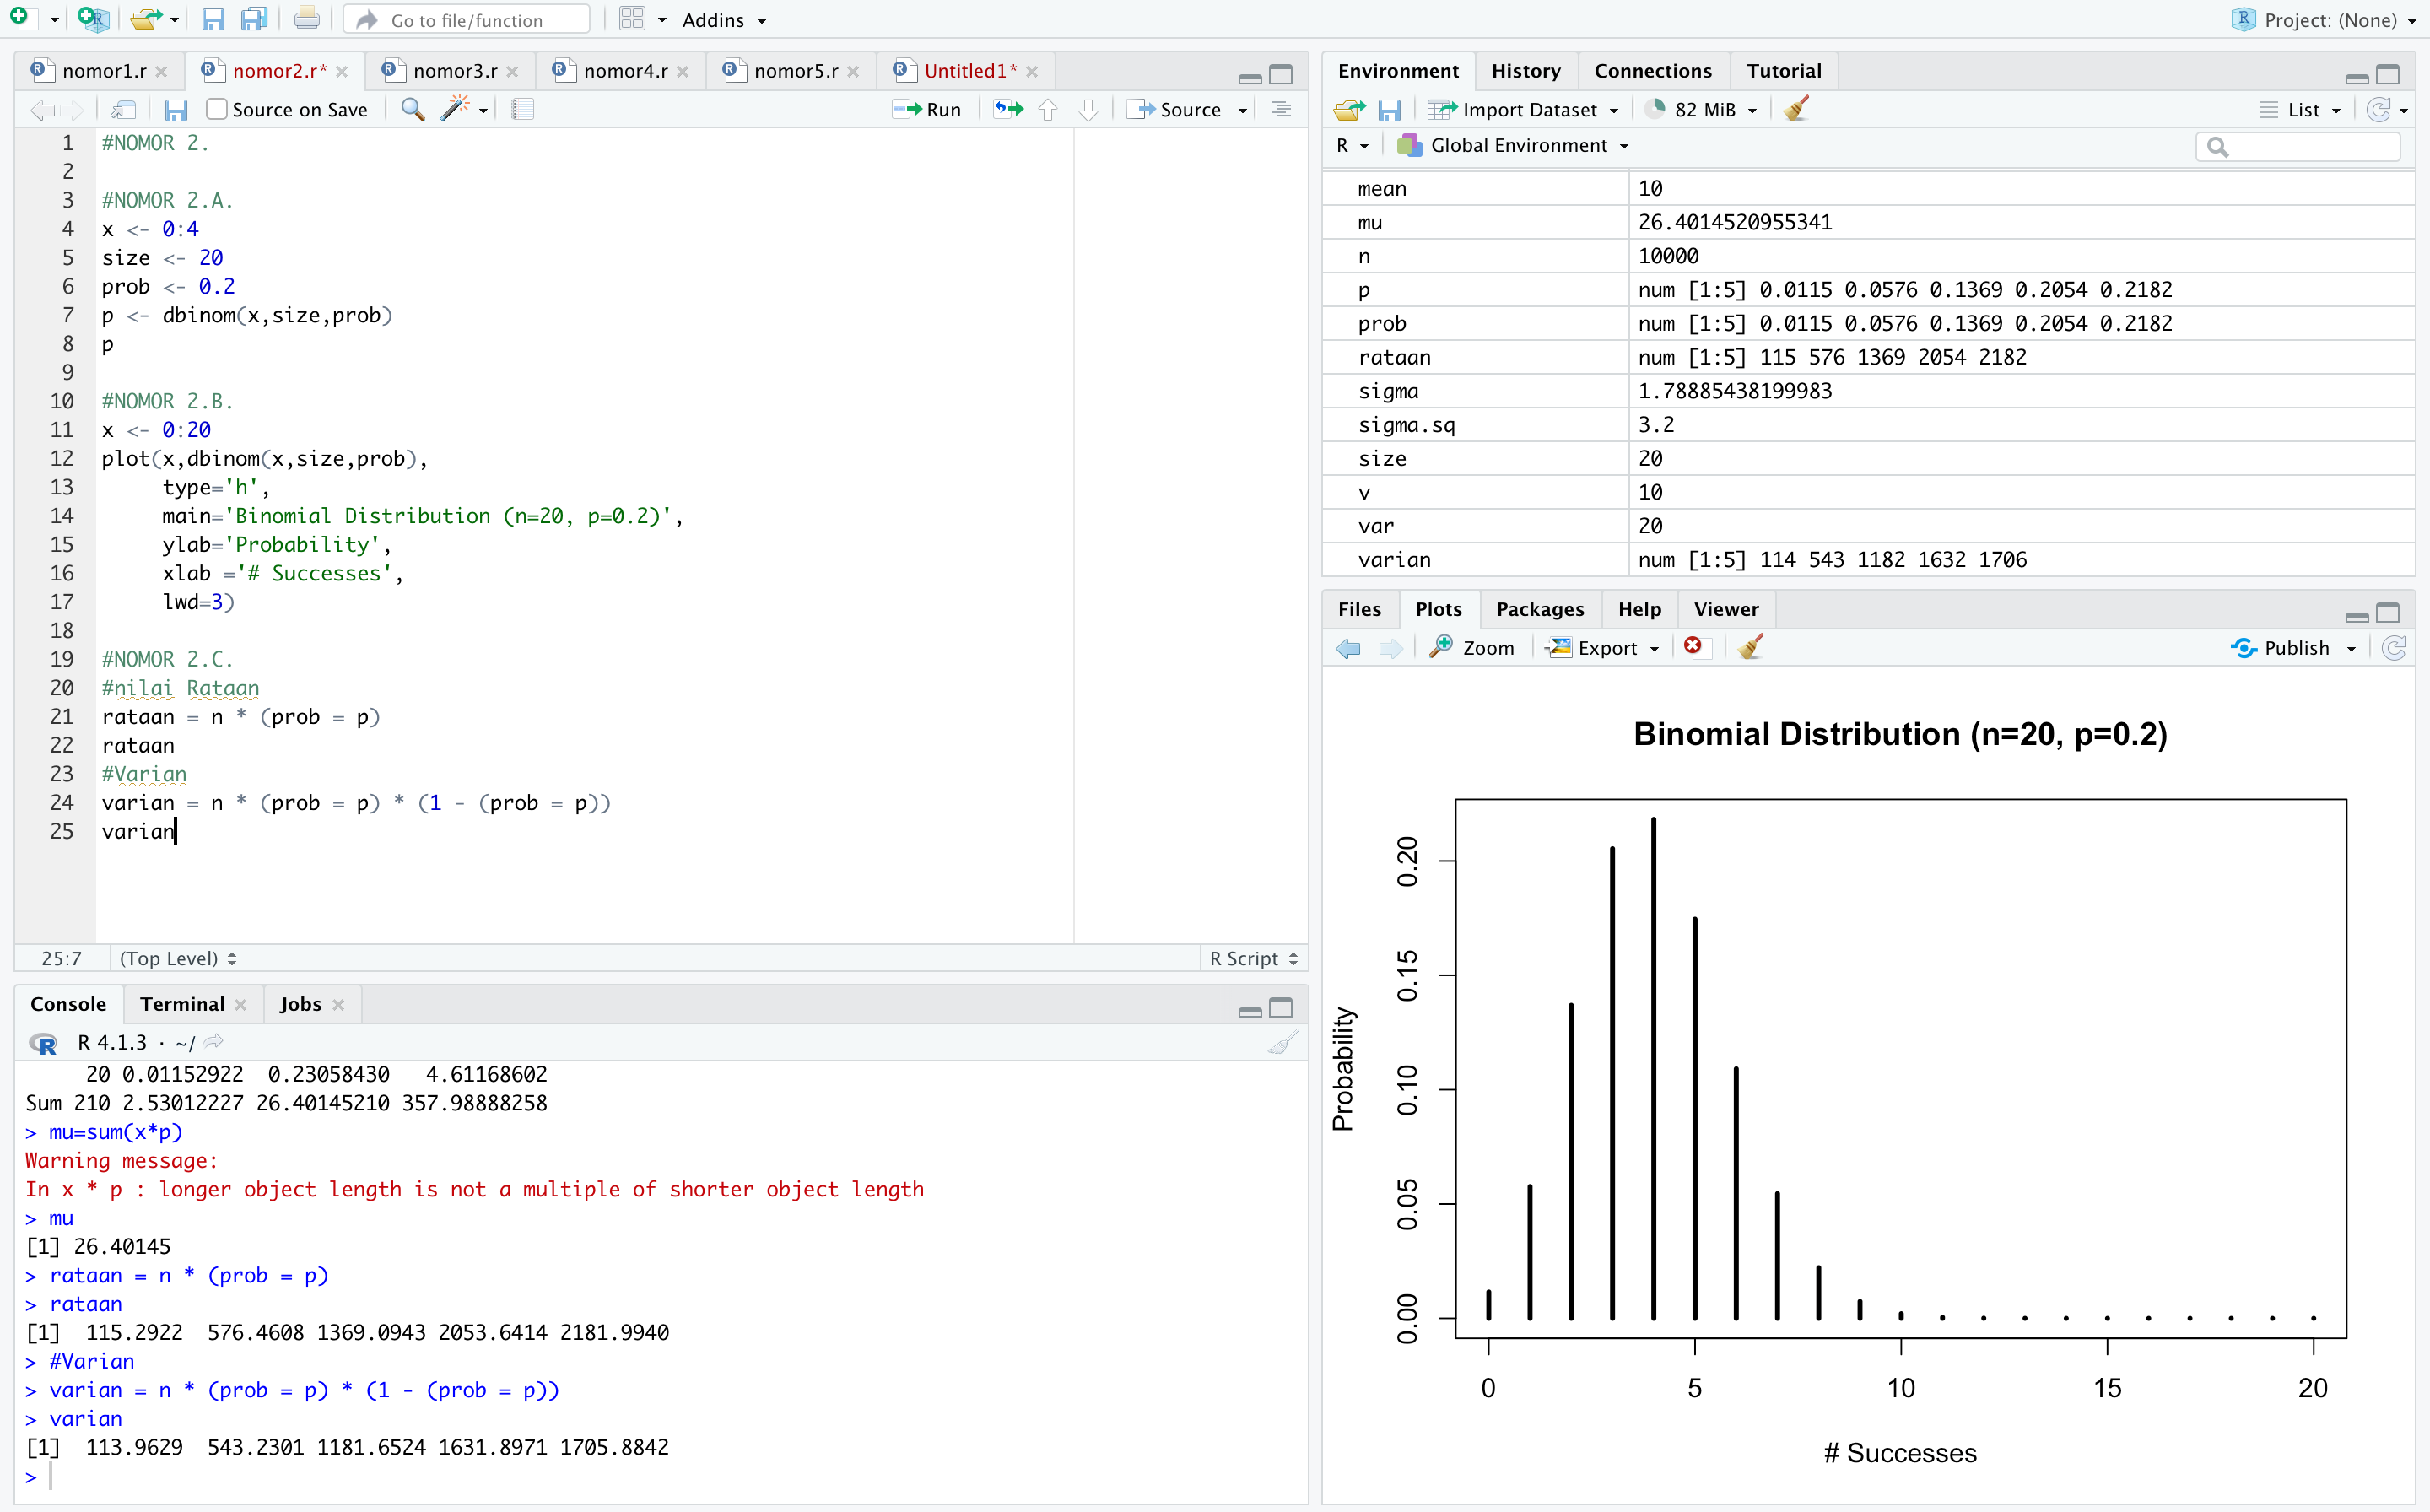 Go to file/function
Addins
Project: (None)
nomor1.r
nomor2.r*
nomor3.r
nomor4.r
nomor5.r
Untitled1*
Source on Save
Run
Source
1 #NOMOR 2.
2
3 #NOMOR 2.A.
4 x <- 0:4
5 size <- 20
6 prob <- 0.2
7 p <- dbinom(x,size,prob)
8 p
9
10 #NOMOR 2.B.
11 x <- 0:20
12 plot(x,dbinom(x,size,prob),
13 type='h',
14 main='Binomial Distribution (n=20, p=0.2)',
15 ylab='Probability',
16 xlab ='# Successes',
17 lwd=3)
18
19 #NOMOR 2.C.
20 #nilai Rataan
21 rataan = n * (prob = p)
22 rataan
23 #Varian
24 varian = n * (prob = p) * (1 - (prob = p))
25 varian
25:7 (Top Level) R Script
Console Terminal Jobs
R 4.1.3 · ~/
20 0.01152922 0.23058430 4.61168602
Sum 210 2.53012227 26.40145210 357.98888258
> mu=sum(x*p)
Warning message:
In x * p : longer object length is not a multiple of shorter object length
> mu
[1] 26.40145
> rataan = n * (prob = p)
> rataan
[1] 115.2922 576.4608 1369.0943 2053.6414 2181.9940
> #Varian
> varian = n * (prob = p) * (1 - (prob = p))
> varian
[1] 113.9629 543.2301 1181.6524 1631.8971 1705.8842
>
Environment History Connections Tutorial
Import Dataset 82 MiB List
R Global Environment
mean 10
mu 26.4014520955341
n 10000
p num [1:5] 0.0115 0.0576 0.1369 0.2054 0.2182
prob num [1:5] 0.0115 0.0576 0.1369 0.2054 0.2182
rataan num [1:5] 115 576 1369 2054 2182
sigma 1.78885438199983
sigma.sq 3.2
size 20
v 10
var 20
varian num [1:5] 114 543 1182 1632 1706
Files Plots Packages Help Viewer
Zoom Export Publish
Binomial Distribution (n=20, p=0.2)
Probability
0.20
0.15
0.10
0.05
0.00
0 5 10 15 20
# Successes